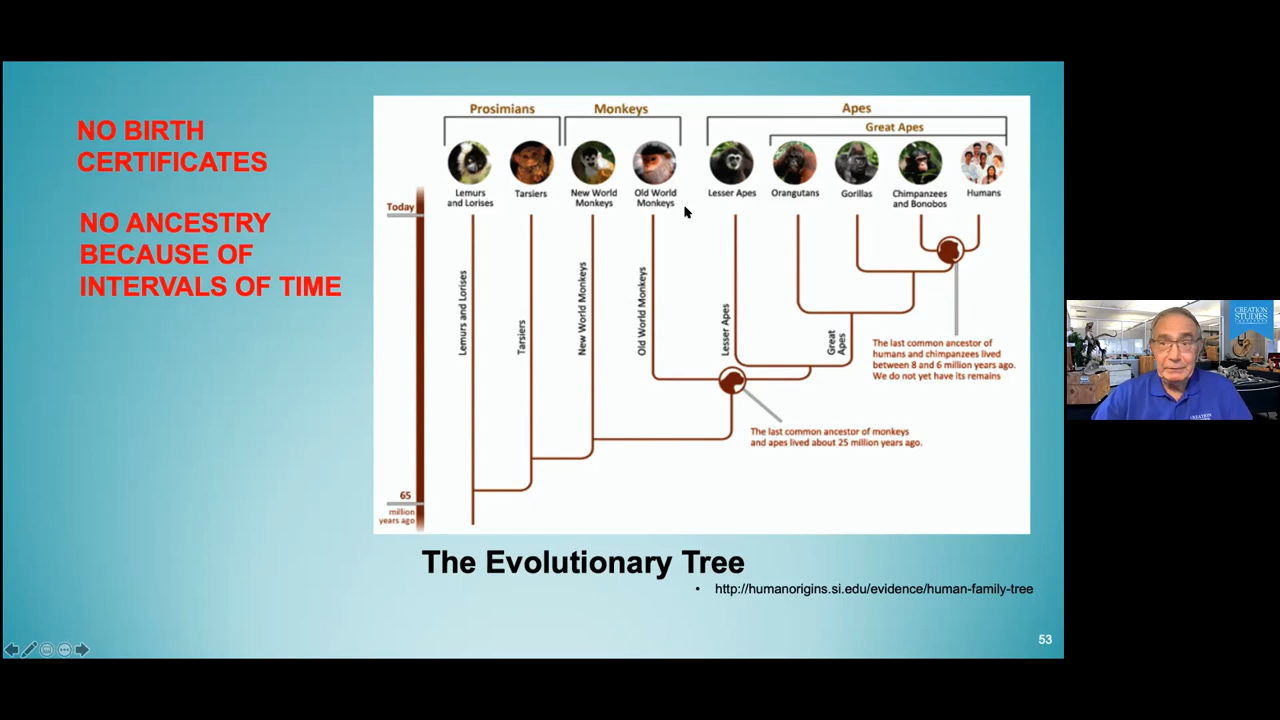 NO BIRTH
CERTIFICATES
NO ANCESTRY
BECAUSE OF
INTERVALS OF TIME
Prosimians
Monkeys
Apes
Great Apes
Lemurs
and Lorises
Tarsiers
New World
Monkeys
Old World
Monkeys
Lesser Apes
Orangutans
Gorillas
Chimpanzees
and Bonobos
Humans
Today
Lemurs and Lorises
Tarsiers
New World Monkeys
Old World Monkeys
Lesser Apes
Great
Apes
The last common ancestor of
humans and chimpanzees lived
between 8 and 6 million years ago.
We do not yet have its remains
The last common ancestor of monkeys
and apes lived about 25 million years ago.
65
million
years ago
The Evolutionary Tree
• http://humanorigins.si.edu/evidence/human-family-tree
53
CREATION
STUDIES
INSTITUTE
CREATION